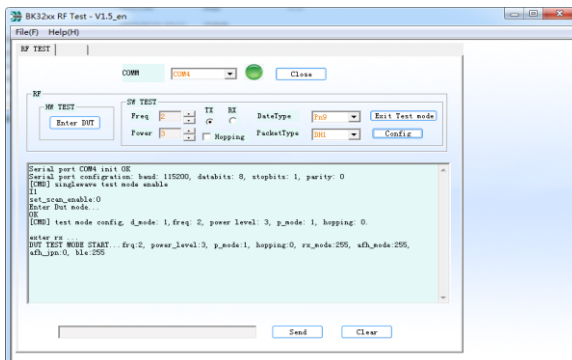 BK32xx RF Test - V1.5_en
File(F) Help(H)
RF TEST
COMM COM4 Close
RF
HW TEST
Enter DUT
SW TEST
Freq 2 TX RX DateType Pn9 Exit Test mode
Power 3 Hopping PacketType DH1 Config
Serial port COM4 init OK
Serial port configration: baud: 115200, databits: 8, stopbits: 1, parity: 0
[CMD] singlewave test mode enable
I1
set_scan_enable:0
Enter Dut mode...
OK
[CMD] test mode config, d_mode: 1,freq: 2, power level: 3, p_mode: 1, hopping: 0.
exter rx ...
DUT TEST MODE START...frq:2, power_level:3, p_mode:1, hopping:0, rx_mode:255, afh_mode:255,
afh_ipn:0, ble:255
Send Clear